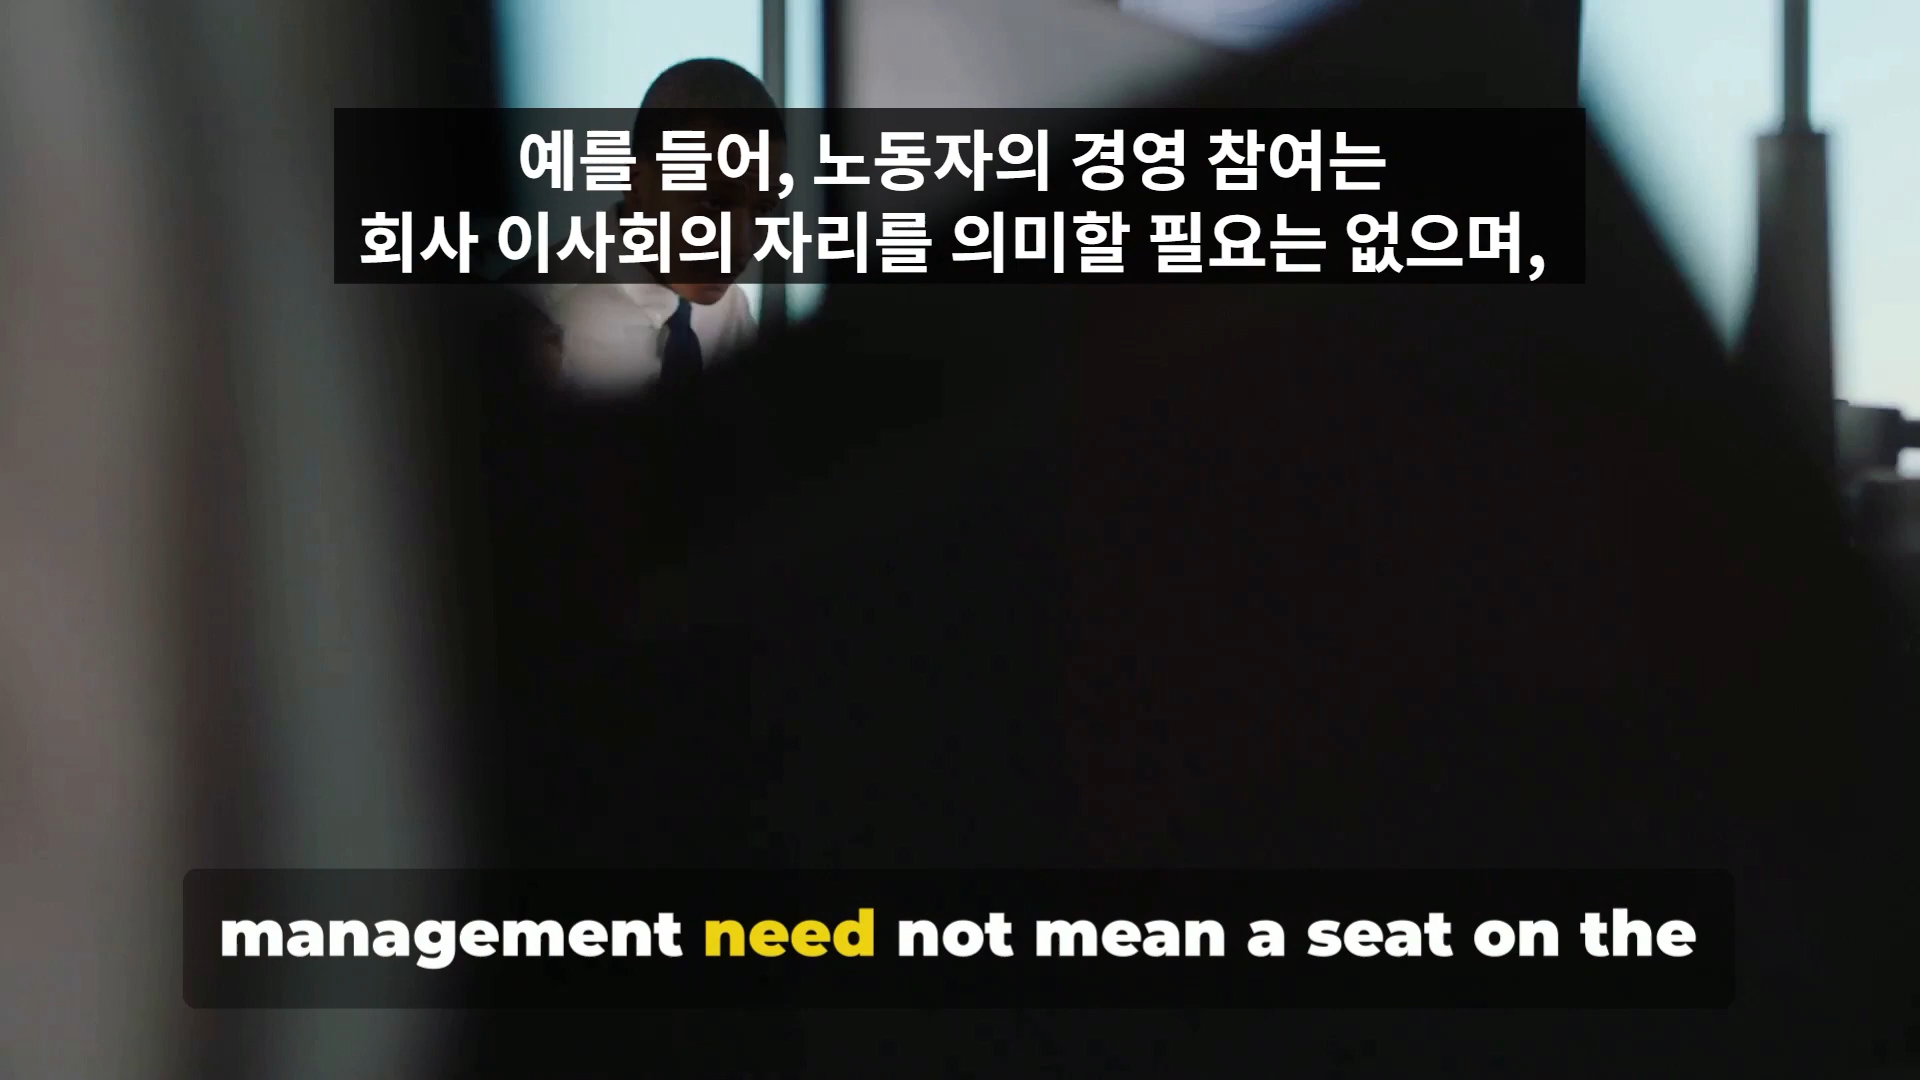 예를 들어, 노동자의 경영 참여는
회사 이사회의 자리를 의미할 필요는 없으며,
management need not mean a seat on the